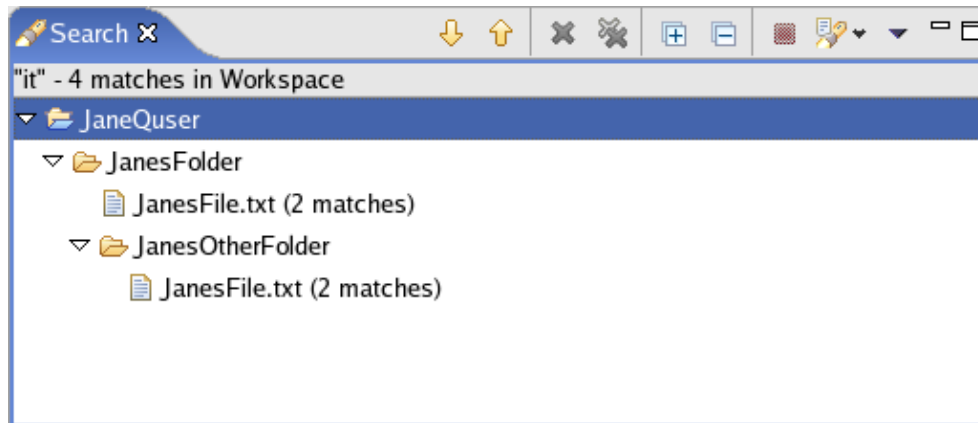 Search
"it" - 4 matches in Workspace
JaneQuser
JanesFolder
JanesFile.txt (2 matches)
JanesOtherFolder
JanesFile.txt (2 matches)